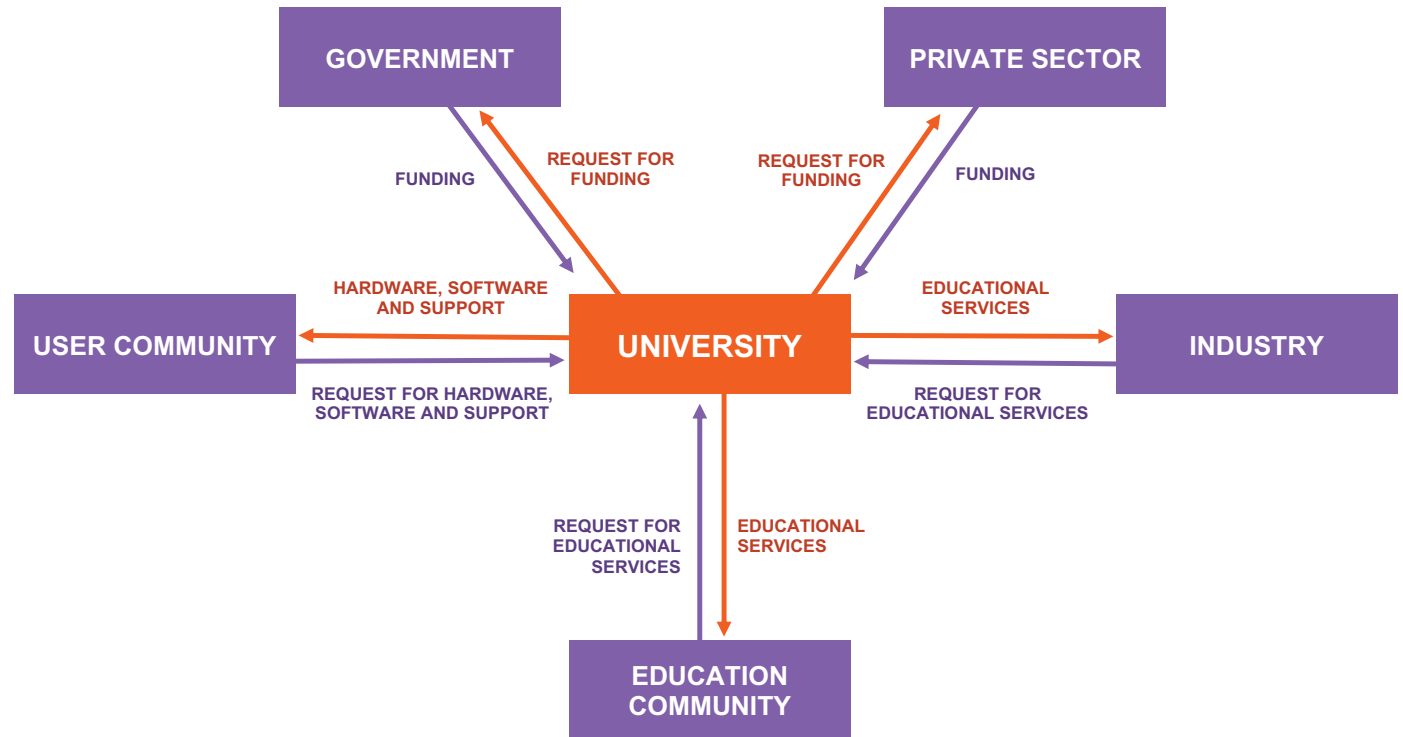 GOVERNMENT
PRIVATE SECTOR
FUNDING
REQUEST FOR
FUNDING
REQUEST FOR
FUNDING
FUNDING
HARDWARE, SOFTWARE
AND SUPPORT
EDUCATIONAL
SERVICES
USER COMMUNITY
UNIVERSITY
INDUSTRY
REQUEST FOR HARDWARE,
SOFTWARE AND SUPPORT
REQUEST FOR
EDUCATIONAL SERVICES
REQUEST FOR
EDUCATIONAL
SERVICES
EDUCATIONAL
SERVICES
EDUCATION
COMMUNITY